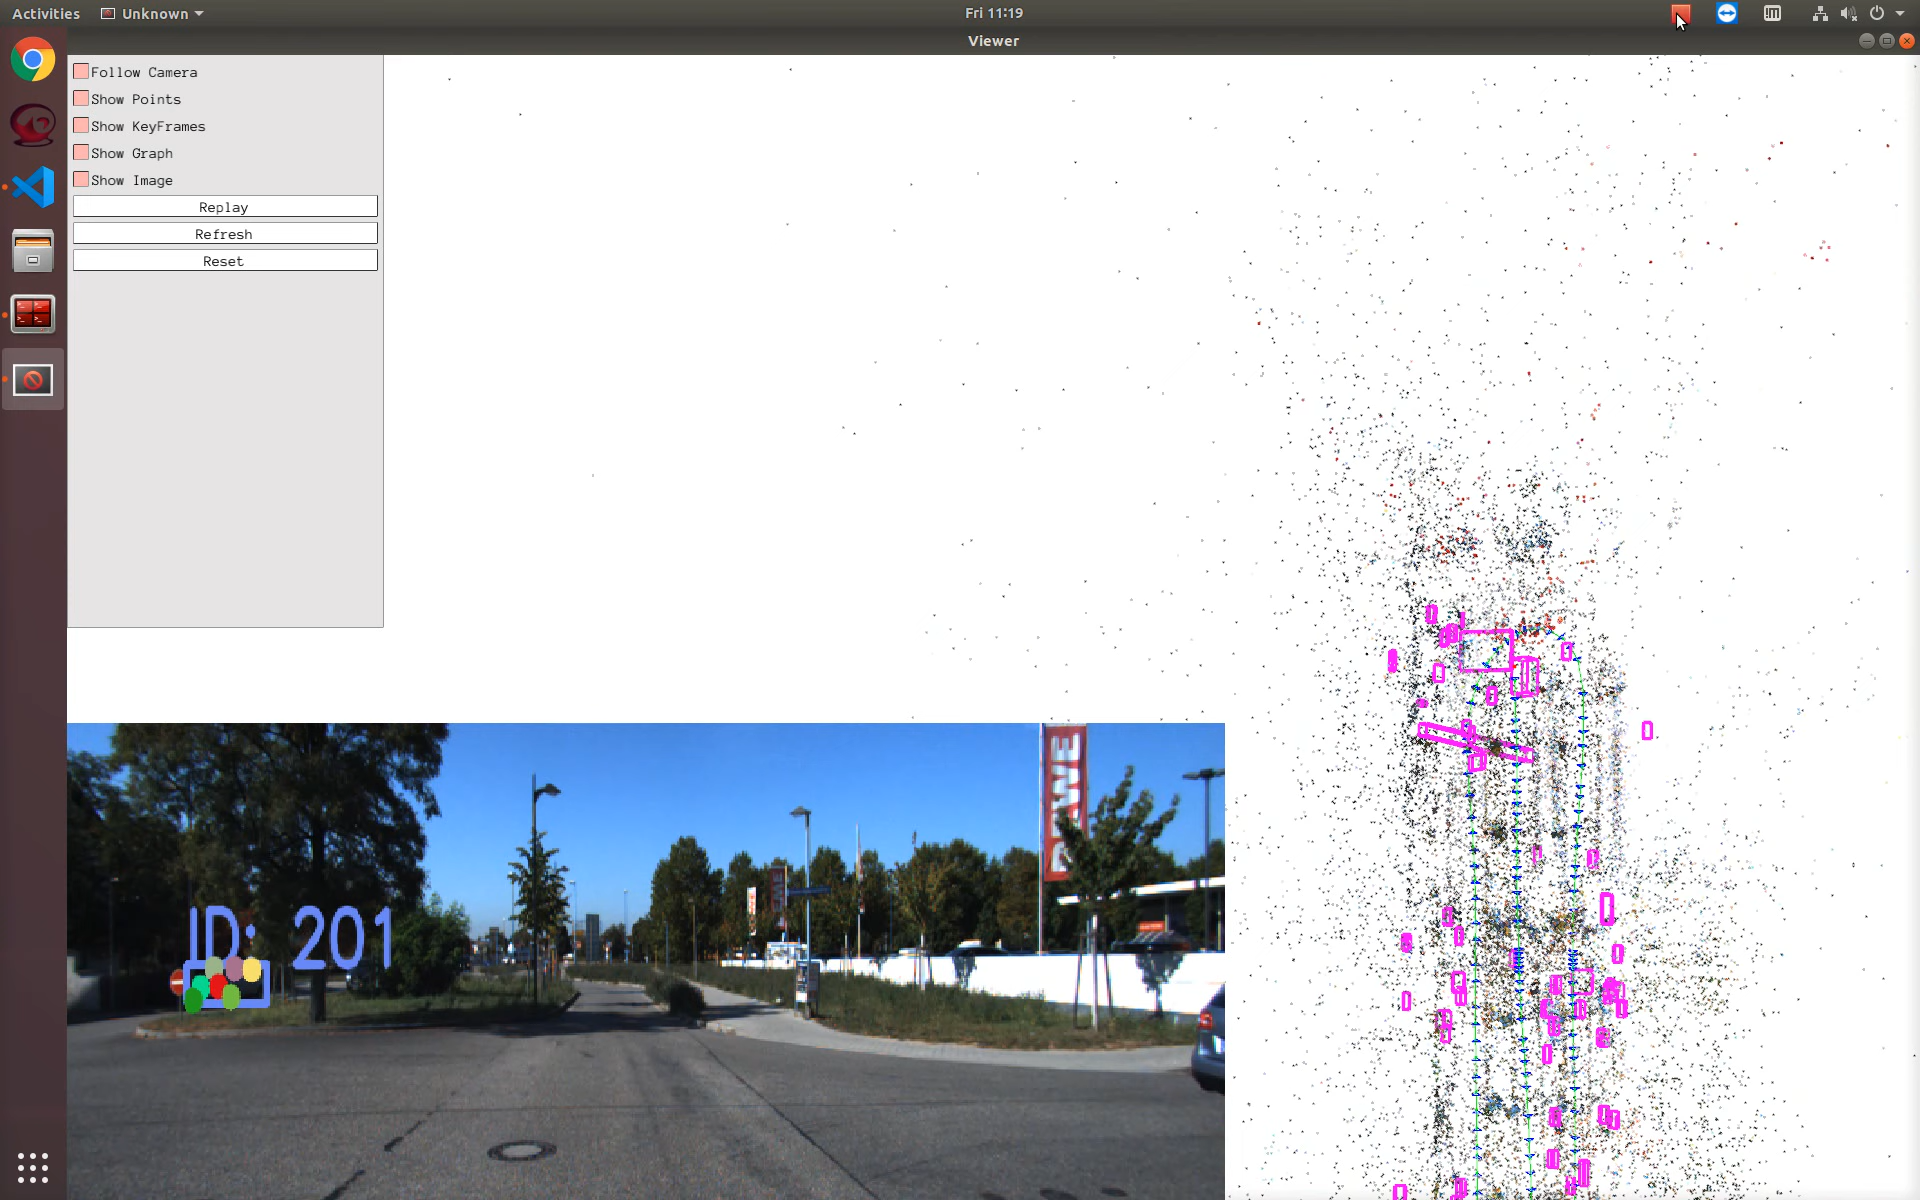 Activities
Unknown
Fri 11:19
Viewer
Follow Camera
Show Points
Show KeyFrames
Show Graph
Show Image
Replay
Refresh
Reset
ID: 201